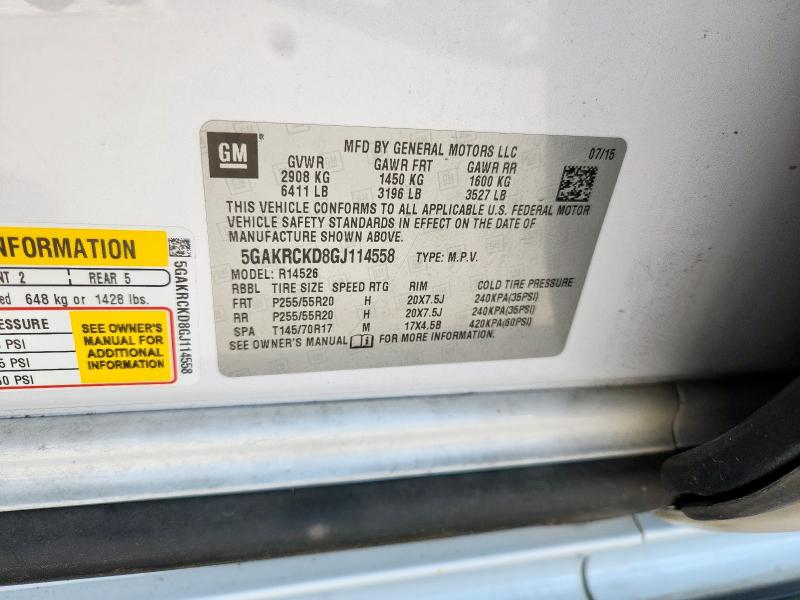 GM
MFD BY GENERAL MOTORS LLC
07/15
GVWR GAWR FRT GAWR RR
2908 KG 1450 KG 1600 KG
6411 LB 3196 LB 3527 LB
THIS VEHICLE CONFORMS TO ALL APPLICABLE U.S. FEDERAL MOTOR
VEHICLE SAFETY STANDARDS IN EFFECT ON THE DATE OF
MANUFACTURE SHOWN ABOVE.
5GAKRCKD8GJ114558 TYPE: M.P.V.
MODEL: R14526
RBBL TIRE SIZE SPEED RTG RIM COLD TIRE PRESSURE
FRT P255/55R20 H 20X7.5J 240KPA(35PSI)
RR P255/55R20 H 20X7.5J 240KPA(35PSI)
SPA T145/70R17 M 17X4.5B 420KPA(60PSI)
SEE OWNER'S MANUAL FOR MORE INFORMATION.
NFORMATION
NT 2 REAR 5
ed 648 kg or 1428 lbs.
ESSURE
PSI
5 PSI
60 PSI
SEE OWNER'S
MANUAL FOR
ADDITIONAL
INFORMATION
5GAKRCKD8GJ114558